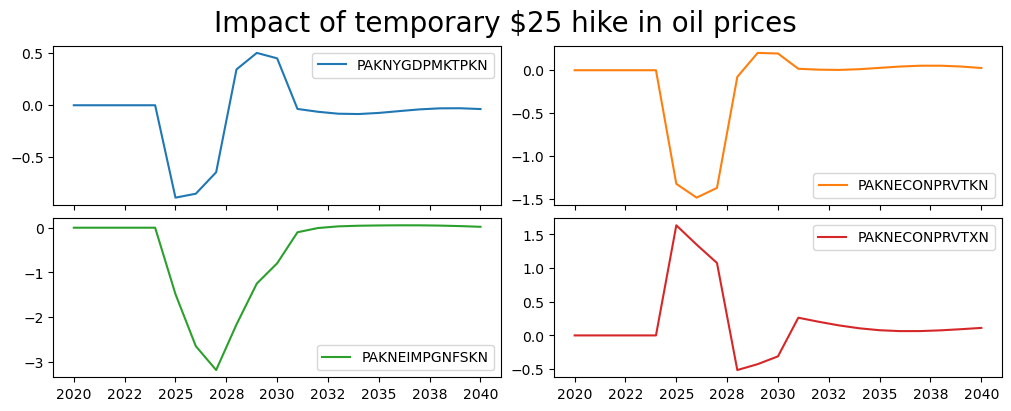 Impact of temporary $25 hike in oil prices
0.5
0.0
−0.5
PAKNYGDPMKTPKN
0.0
−0.5
−1.0
−1.5
PAKNECONPRVTKN
0
−1
−2
−3
PAKNEIMPGNFSKN
2020 2022 2025 2028 2030 2032 2035 2038 2040
1.5
1.0
0.5
0.0
−0.5
PAKNECONPRVTXN
2020 2022 2025 2028 2030 2032 2035 2038 2040